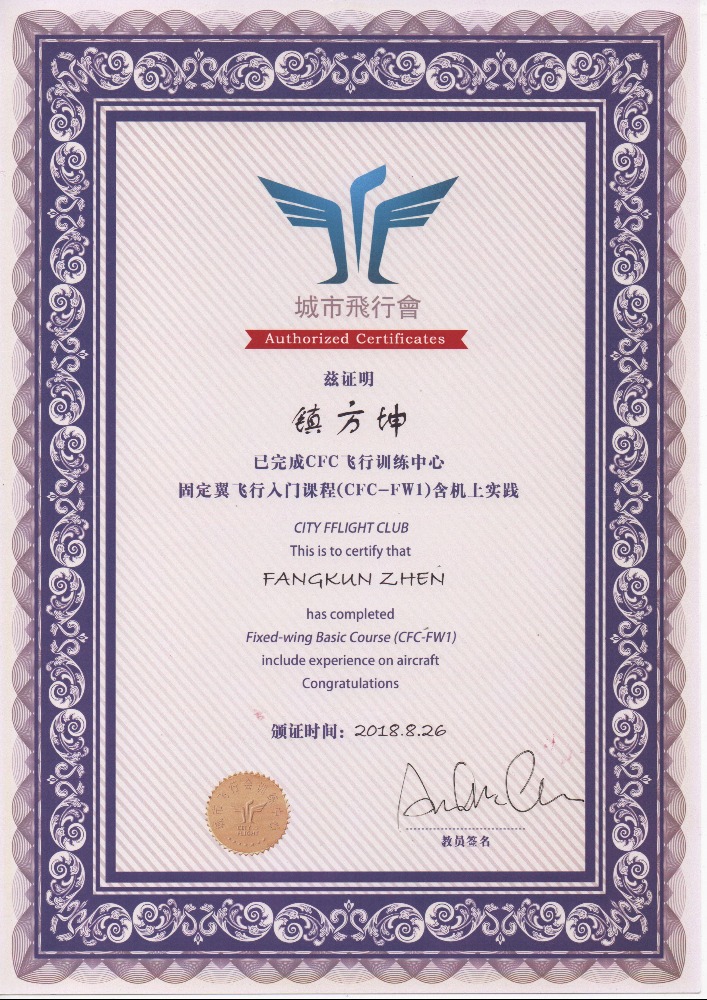 城市飛行會
Authorized Certificates
兹证明
镇方坤
已完成CFC飞行训练中心
固定翼飞行入门课程(CFC-FW1)含机上实践
CITY FFLIGHT CLUB
This is to certify that
FANGKUN ZHEN
has completed
Fixed-wing Basic Course (CFC-FW1)
include experience on aircraft
Congratulations
颁证时间：2018.8.26
CITY
FLIGHT
教员签名